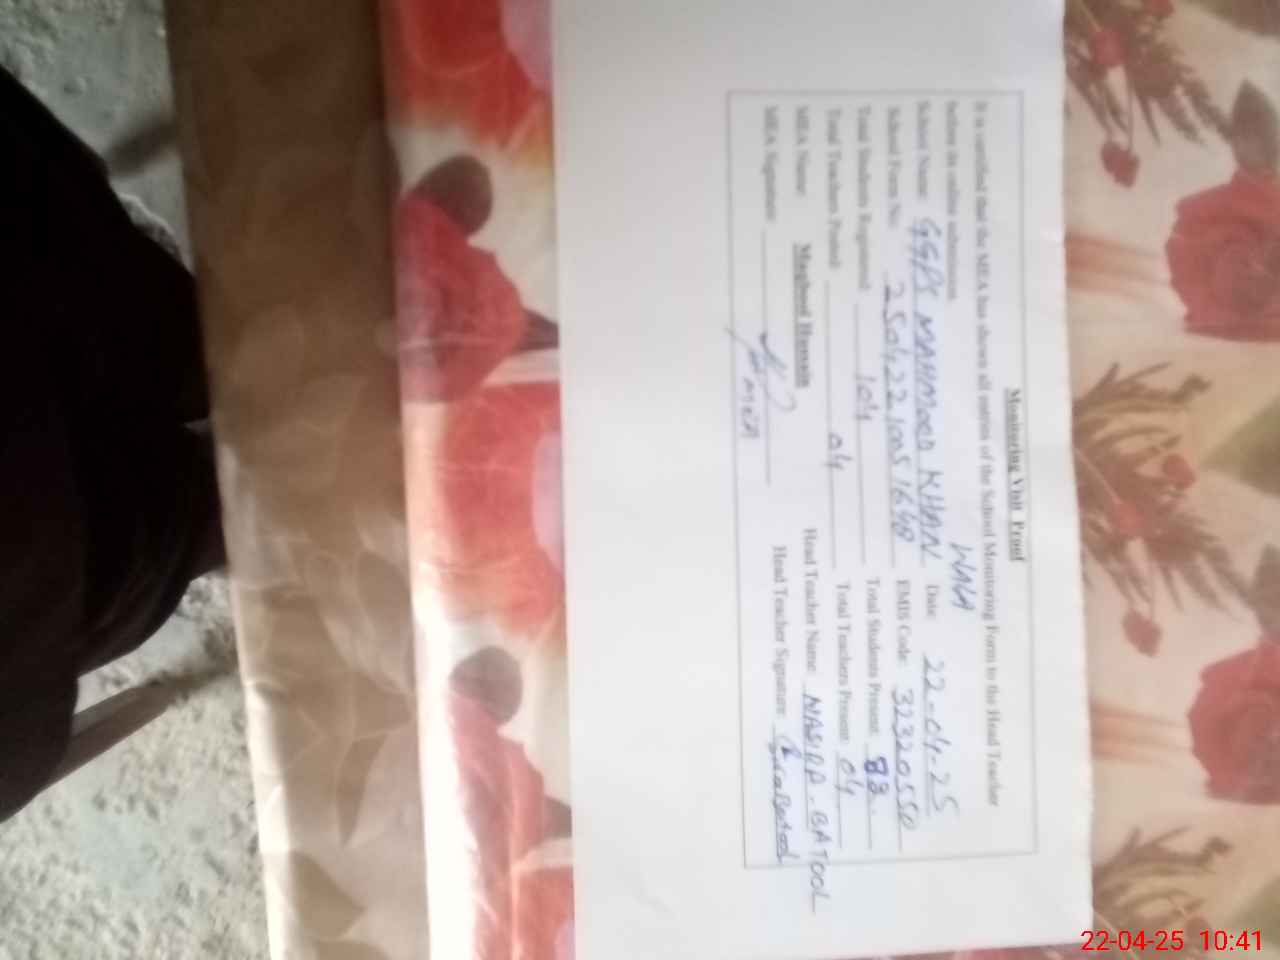 Monitoring Visit Proof
It is certified that the MEA has shown all entries of the School Monitoring Form to the Head Teacher
before its online submission.
WALA
School Name: GGPS MAHMOOD KHAN Date: 22-04-25
School Form No: EMIS Code: 32320550
Total Students Registered: 104 Total Students Present: 88
Total Teachers Posted: 04 Total Teachers Present: 04
MEA Name: Maqbool Hussain Head Teacher Name: NASIRA BATOOL
MEA Signature: MEA Head Teacher Signature:
22-04-25 10:41